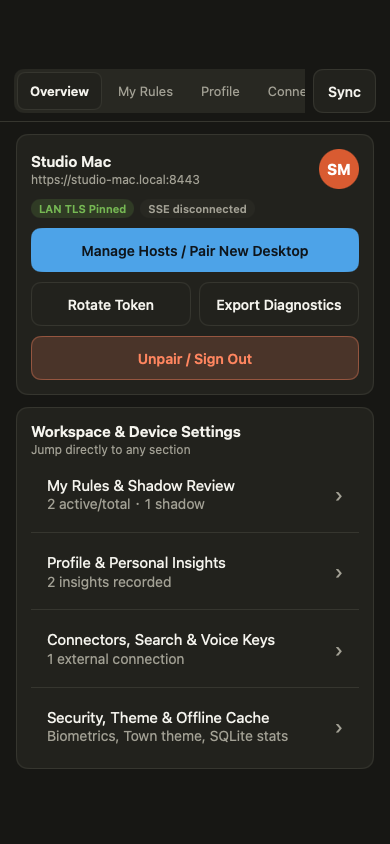 Overview
My Rules
Profile
Conne
Sync
Studio Mac
https://studio-mac.local:8443
SM
LAN TLS Pinned
SSE disconnected
Manage Hosts / Pair New Desktop
Rotate Token
Export Diagnostics
Unpair / Sign Out
Workspace & Device Settings
Jump directly to any section
My Rules & Shadow Review
2 active/total · 1 shadow
Profile & Personal Insights
2 insights recorded
Connectors, Search & Voice Keys
1 external connection
Security, Theme & Offline Cache
Biometrics, Town theme, SQLite stats